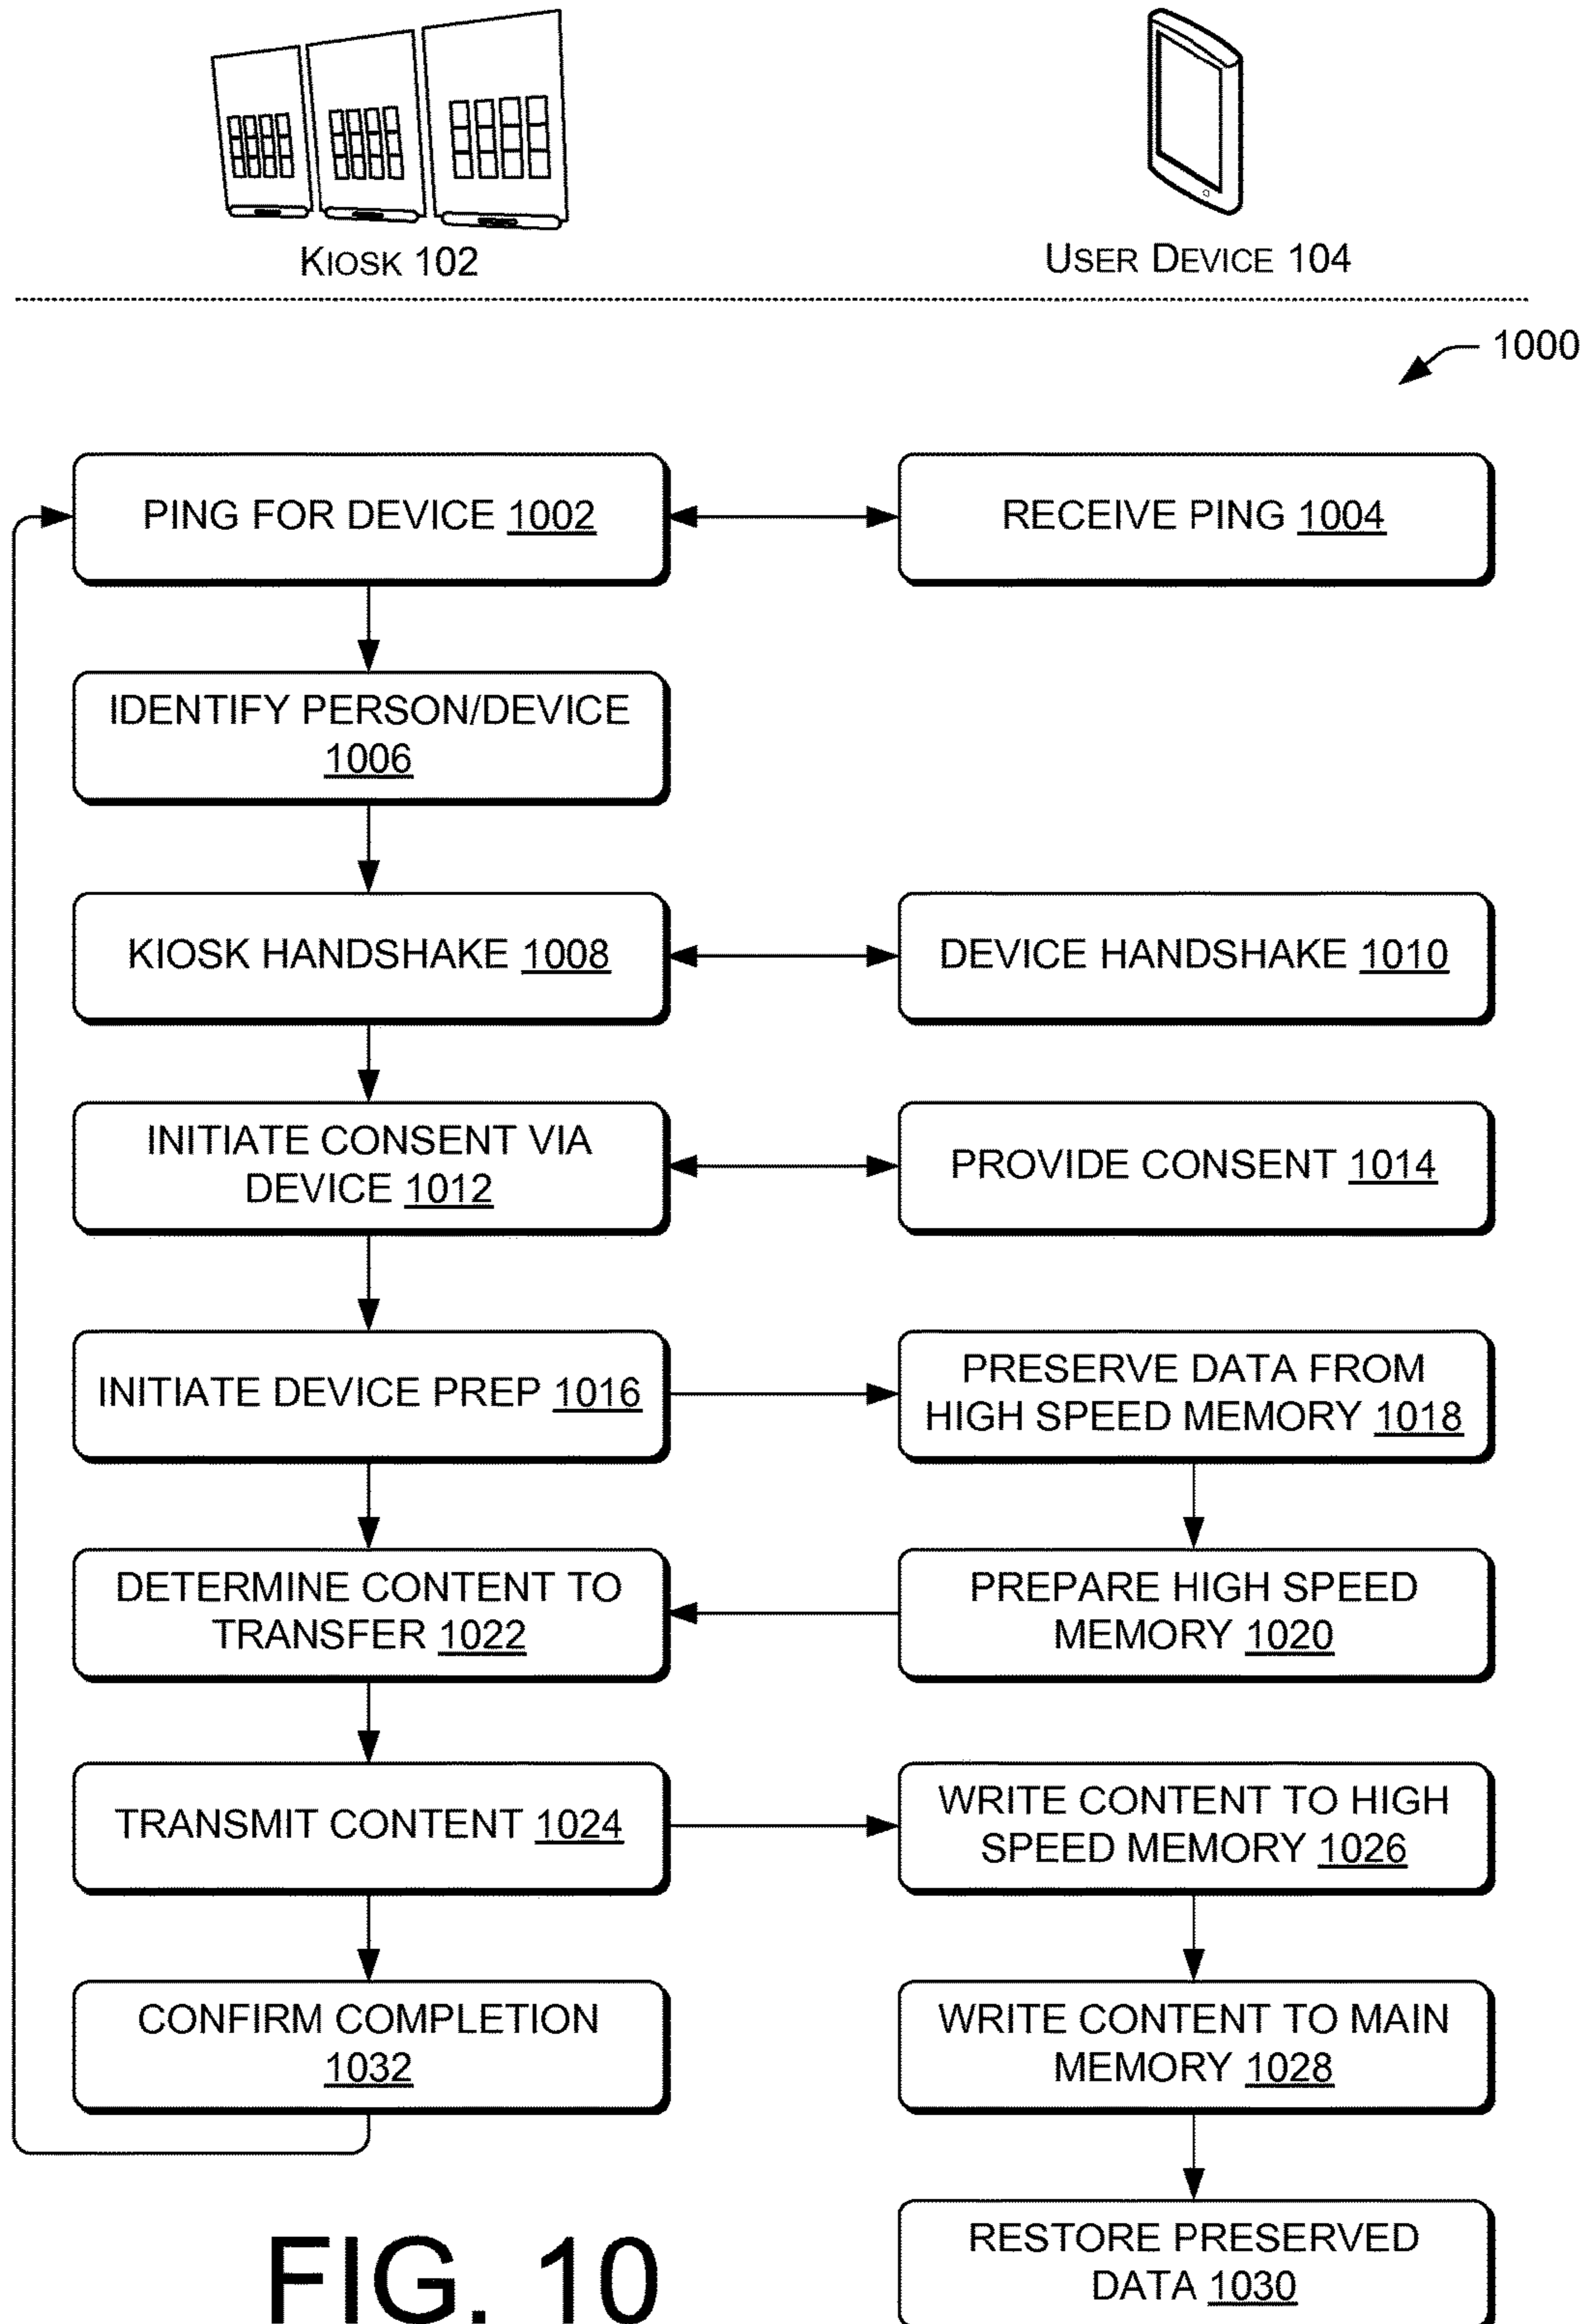 KIOSK 102
USER DEVICE 104
1000
PING FOR DEVICE 1002
RECEIVE PING 1004
IDENTIFY PERSON/DEVICE
1006
KIOSK HANDSHAKE 1008
DEVICE HANDSHAKE 1010
INITIATE CONSENT VIA
DEVICE 1012
PROVIDE CONSENT 1014
INITIATE DEVICE PREP 1016
PRESERVE DATA FROM
HIGH SPEED MEMORY 1018
DETERMINE CONTENT TO
TRANSFER 1022
PREPARE HIGH SPEED
MEMORY 1020
TRANSMIT CONTENT 1024
WRITE CONTENT TO HIGH
SPEED MEMORY 1026
CONFIRM COMPLETION
1032
WRITE CONTENT TO MAIN
MEMORY 1028
RESTORE PRESERVED
DATA 1030
FIG. 10